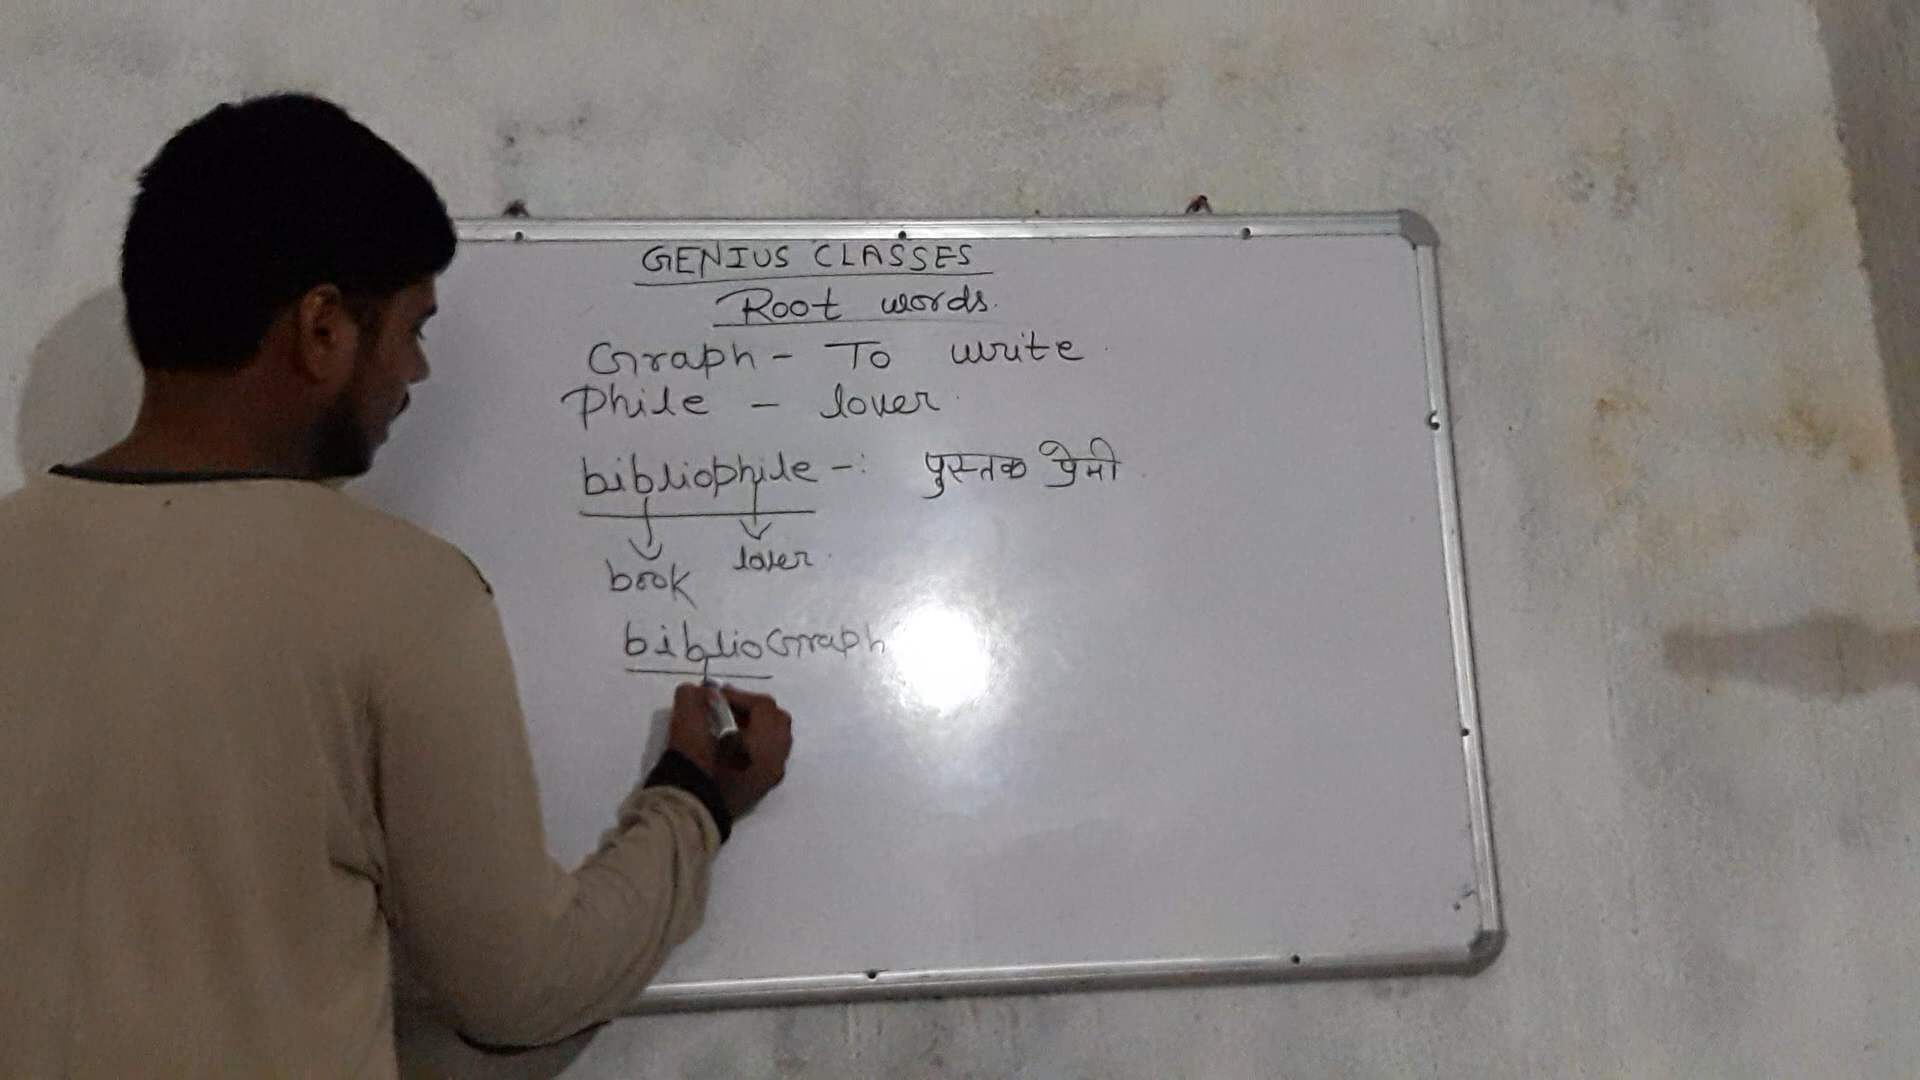 GENIUS CLASSES
Root words.
Graph - To write
Phile - lover
bibliophile -: पुस्तक प्रेमी
book lover
biblioGraph